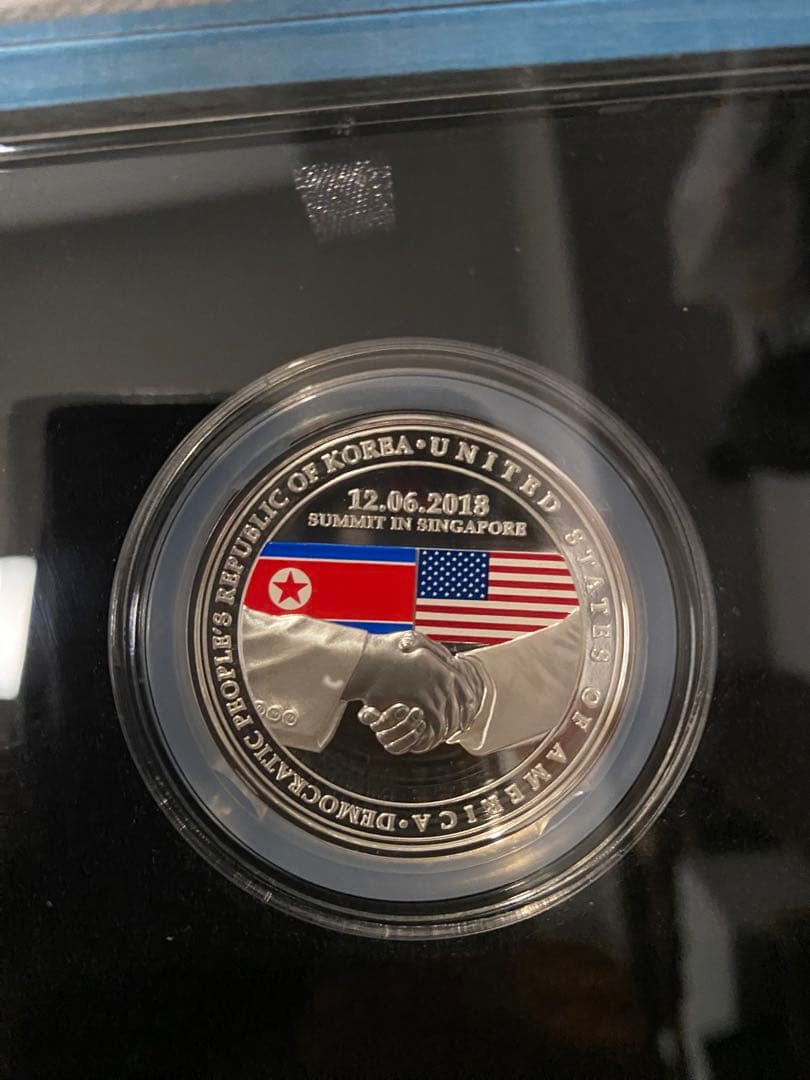 DEMOCRATIC PEOPLE'S REPUBLIC OF KOREA • UNITED STATES OF AMERICA •
12.06.2018
SUMMIT IN SINGAPORE